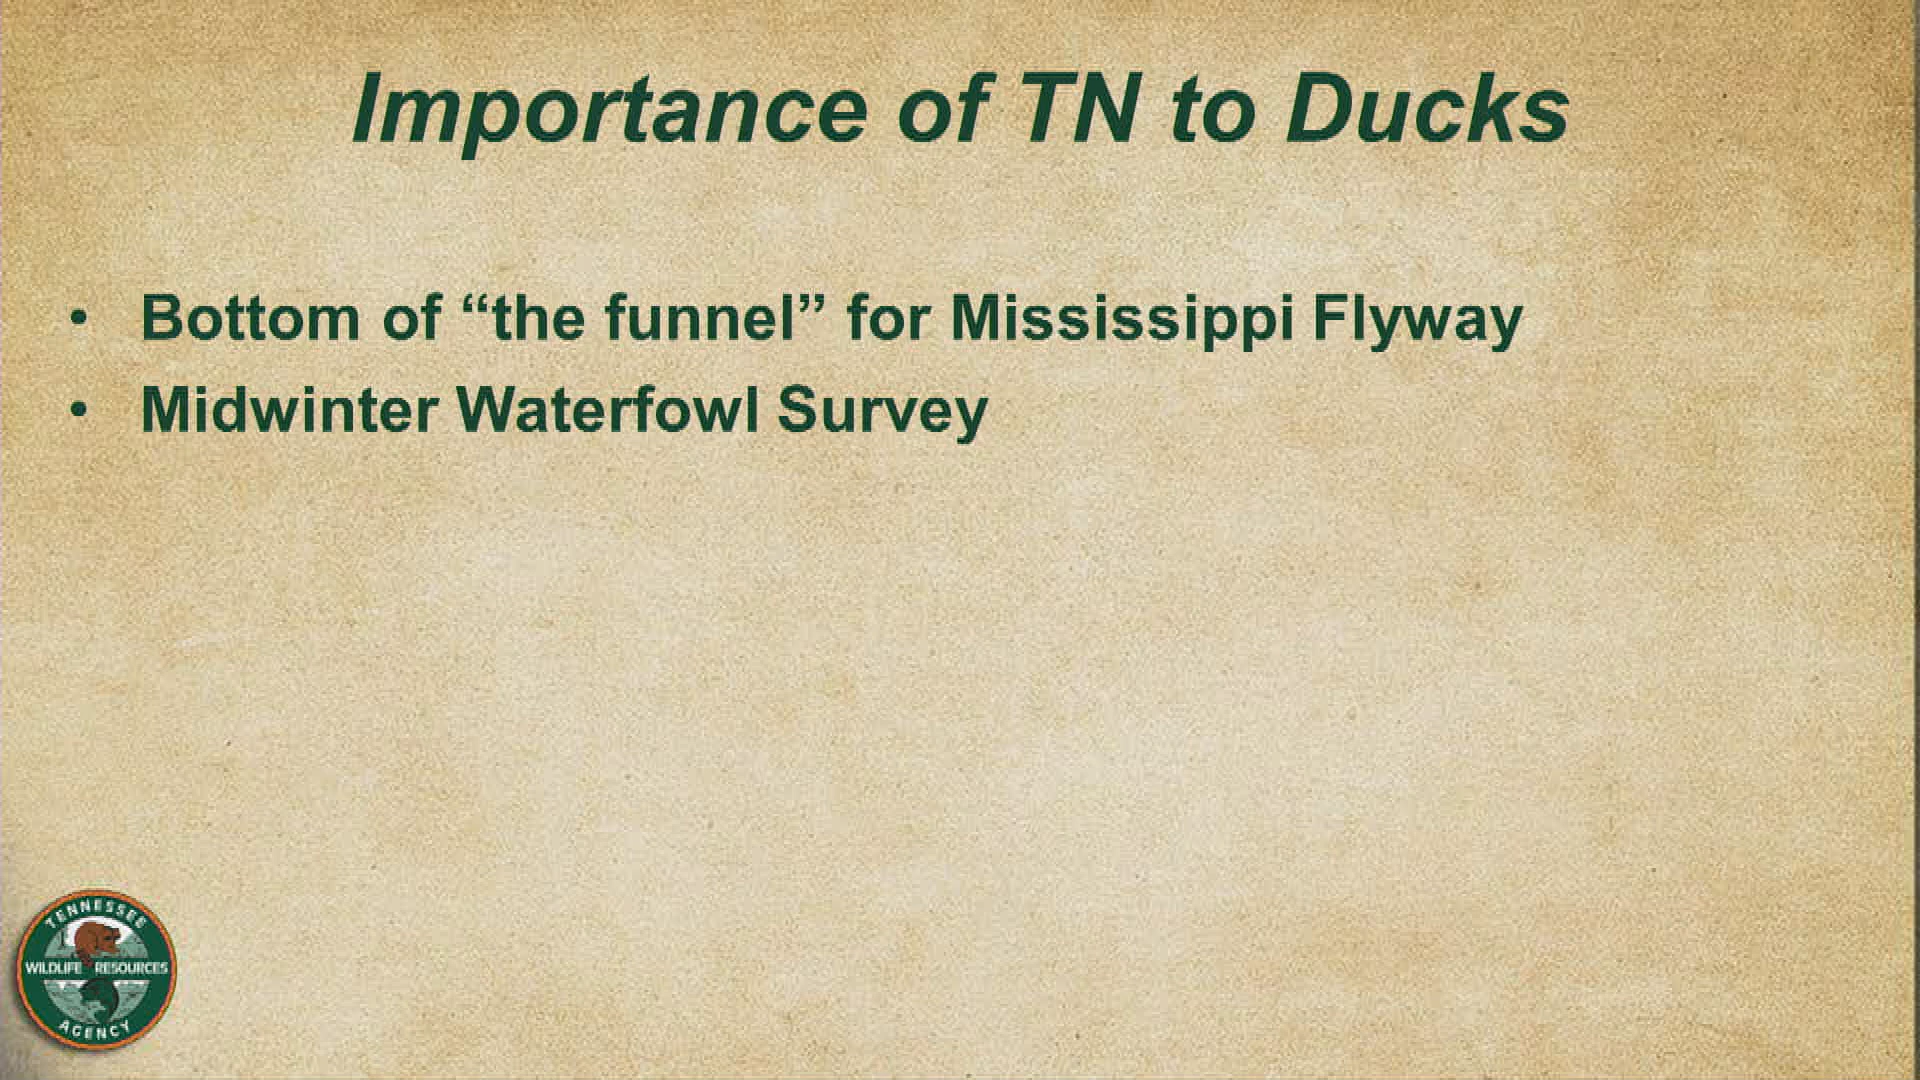 Importance of TN to Ducks
• Bottom of “the funnel” for Mississippi Flyway
• Midwinter Waterfowl Survey
TENNESSEE
WILDLIFE RESOURCES
AGENCY